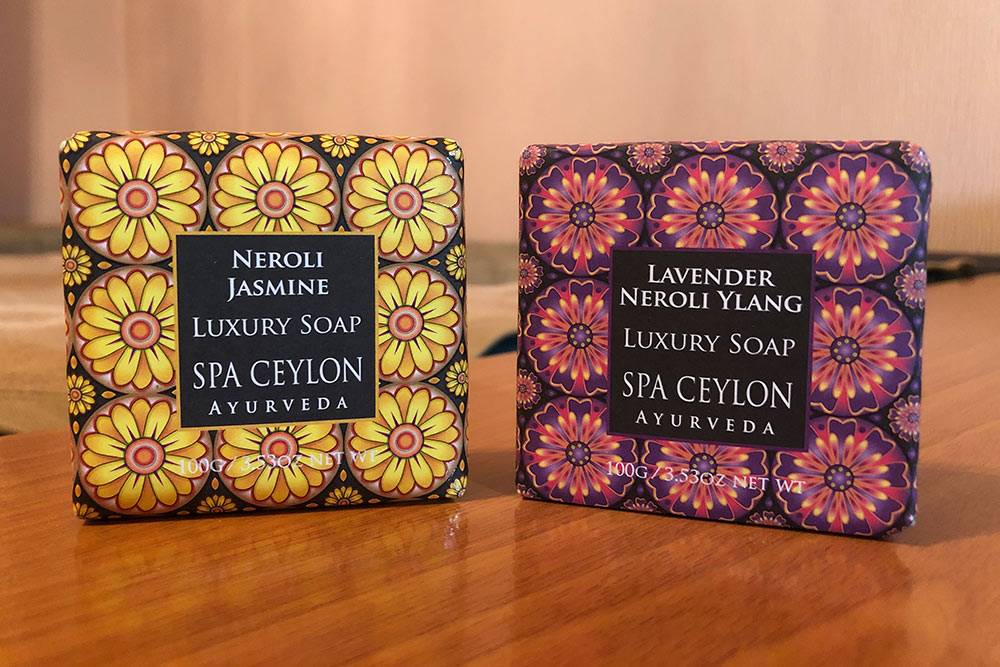 NEROLI
JASMINE
LUXURY SOAP
SPA CEYLON
AYURVEDA
100G / 3.53OZ NET WT
LAVENDER
NEROLI YLANG
LUXURY SOAP
SPA CEYLON
AYURVEDA
100G / 3.53OZ NET WT